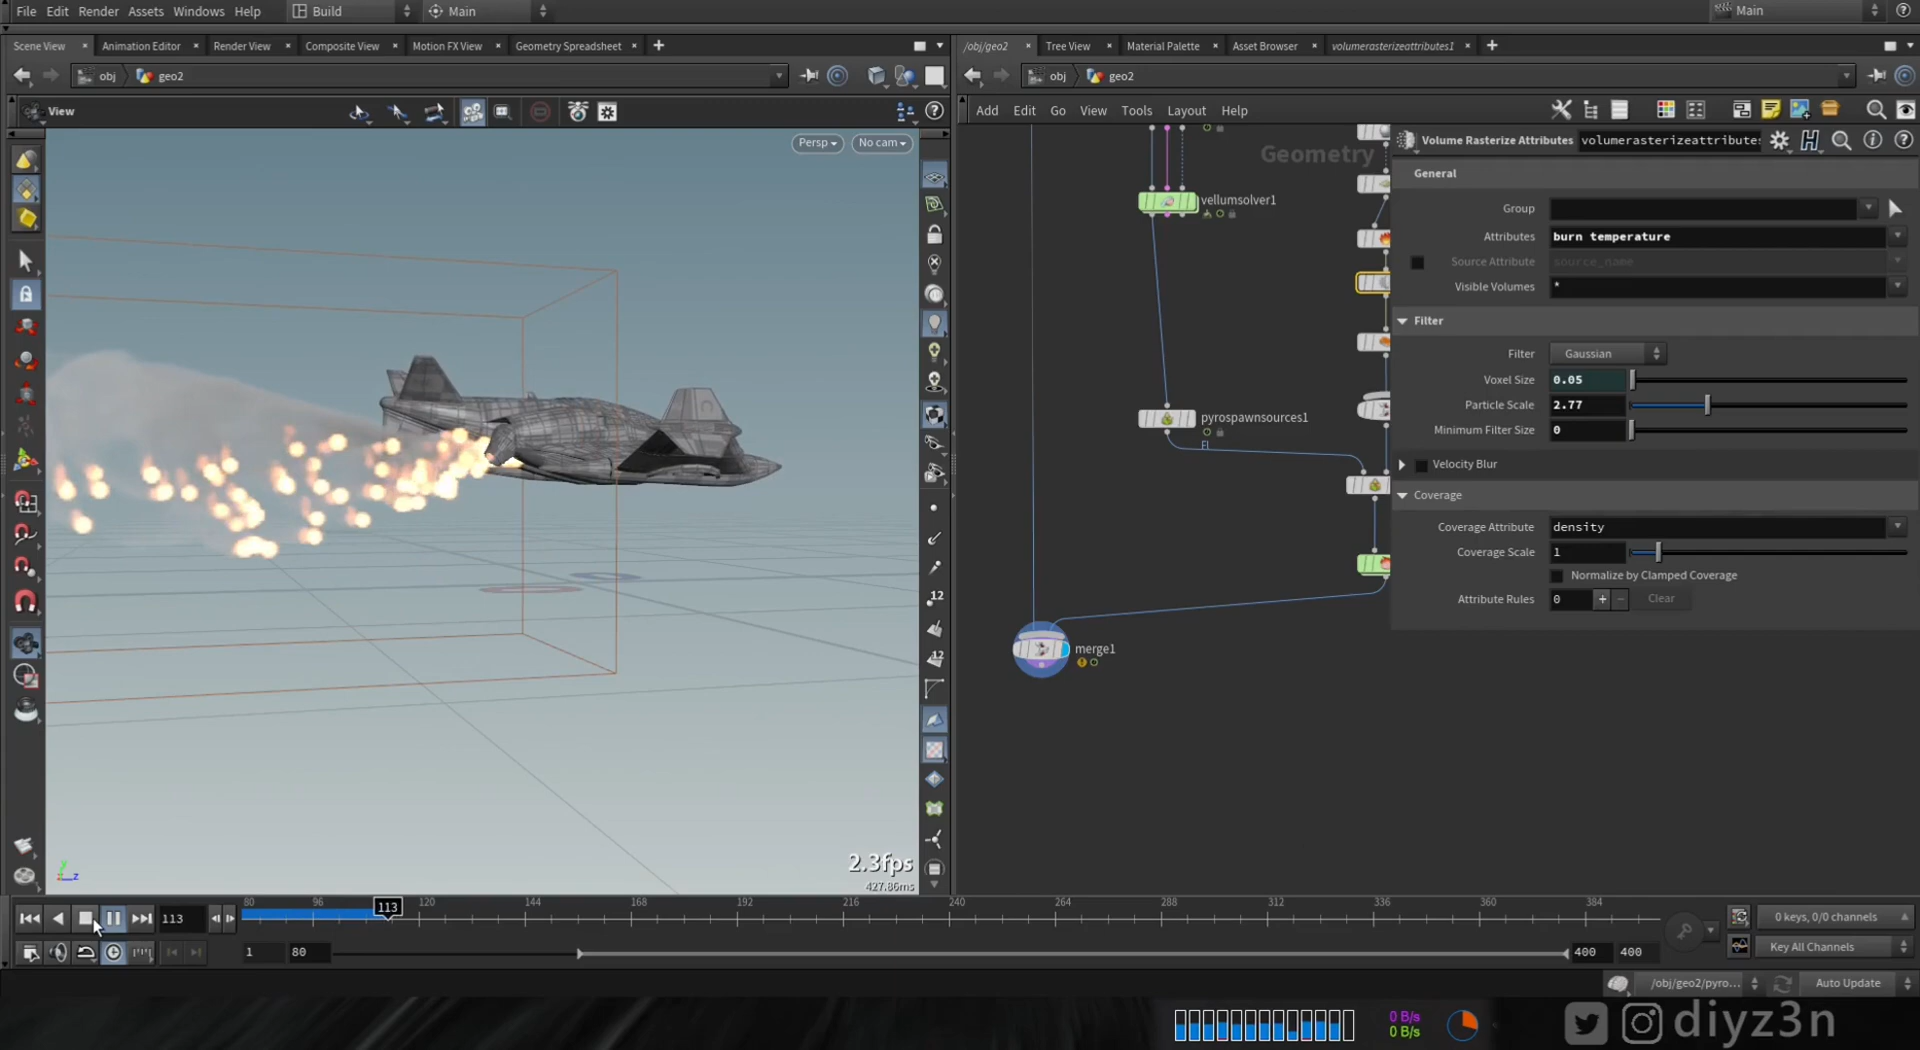 File Edit Render Assets Windows Help Build Main Main
Scene View Animation Editor Render View Composite View Motion FX View Geometry Spreadsheet
obj geo2
View
Persp No cam
2.3fps
427.86ms
12
12
/obj/geo2 Tree View Material Palette Asset Browser volumerasterizeattributes1
obj geo2
Add Edit Go View Tools Layout Help
Geometry
vellumsolver1
pyrospawnsources1
merge1
Volume Rasterize Attributes volumerasterizeattributes
General
Group
Attributes burn temperature
Source Attribute source_name
Visible Volumes *
Filter
Filter Gaussian
Voxel Size 0.05
Particle Scale 2.77
Minimum Filter Size 0
Velocity Blur
Coverage
Coverage Attribute density
Coverage Scale 1
Normalize by Clamped Coverage
Attribute Rules 0 + - Clear
80 96 113 120 144 168 192 216 240 264 288 312 336 360 384
113
0 keys, 0/0 channels
1 80 400 400
Key All Channels
/obj/geo2/pyro... Auto Update
0 B/s
0 B/s
diyz3n